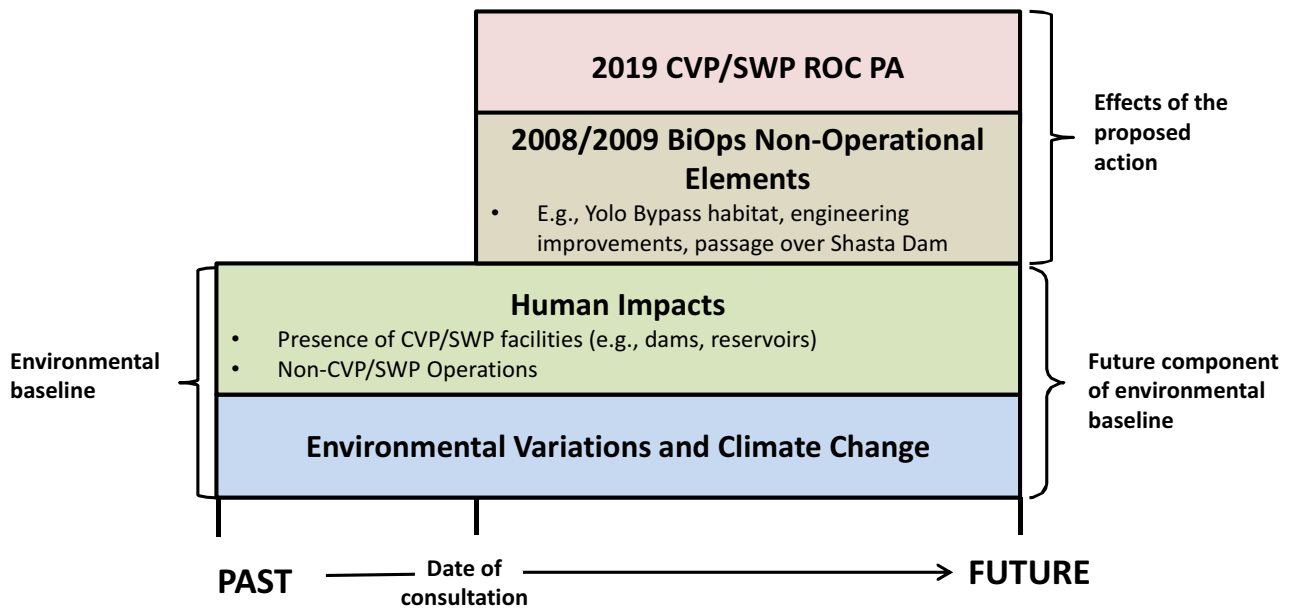 2019 CVP/SWP ROC PA
Effects of the
proposed
action
2008/2009 BiOps Non-Operational
Elements
• E.g., Yolo Bypass habitat, engineering
improvements, passage over Shasta Dam
Human Impacts
• Presence of CVP/SWP facilities (e.g., dams, reservoirs)
• Non-CVP/SWP Operations
Environmental
baseline
Future component
of environmental
baseline
Environmental Variations and Climate Change
PAST
Date of
consultation
FUTURE